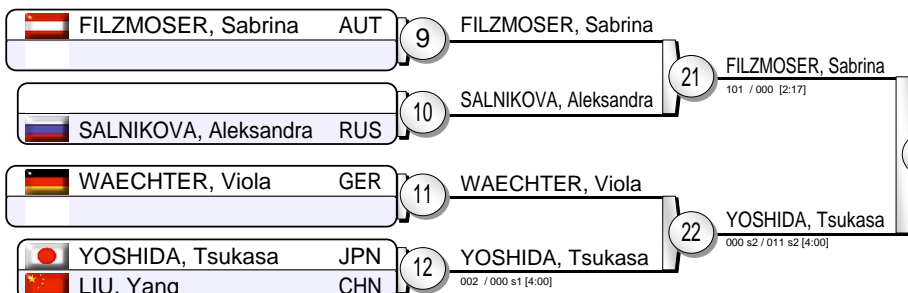 FILZMOSER, Sabrina AUT
9
FILZMOSER, Sabrina
21
FILZMOSER, Sabrina
101 / 000 [2:17]
10
SALNIKOVA, Aleksandra
SALNIKOVA, Aleksandra RUS
WAECHTER, Viola GER
11
WAECHTER, Viola
22
YOSHIDA, Tsukasa
000 s2 / 011 s2 [4:00]
YOSHIDA, Tsukasa JPN
12
YOSHIDA, Tsukasa
002 / 000 s1 [4:00]
LIU, Yang CHN